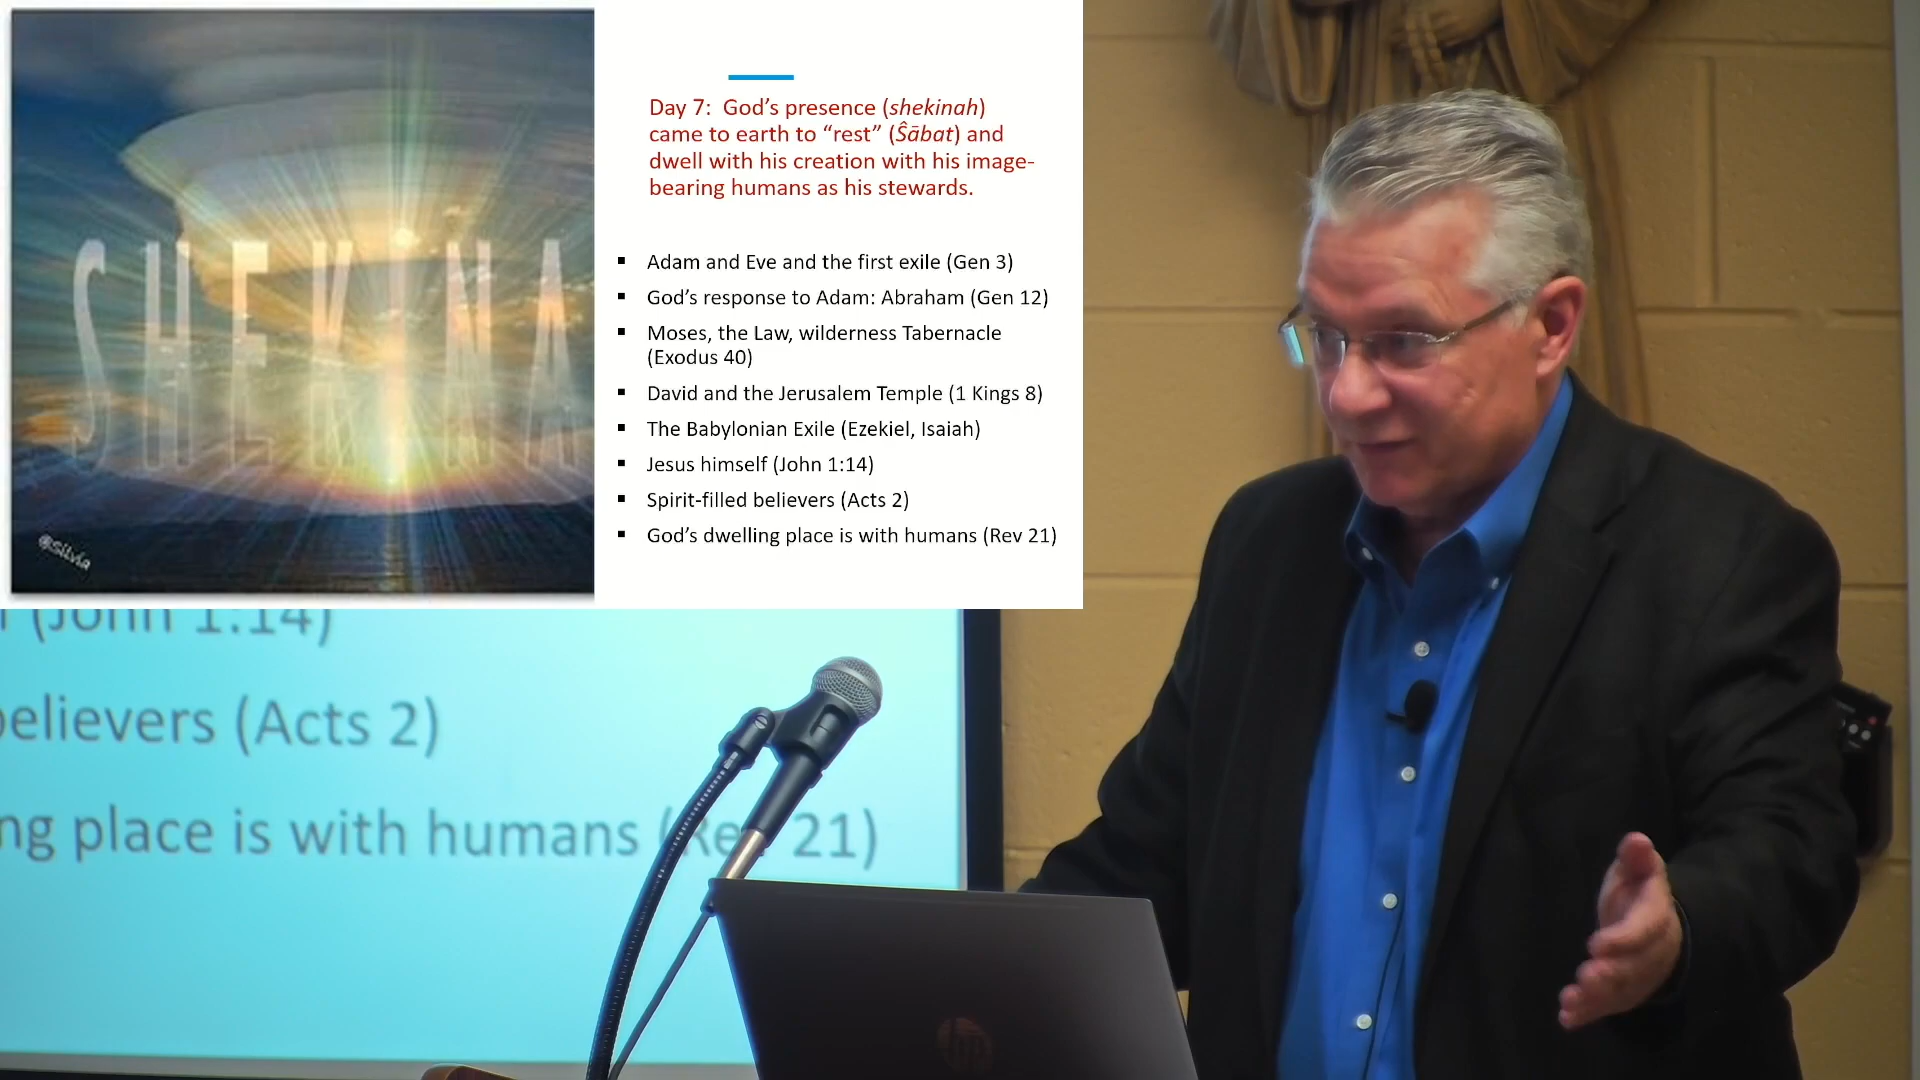 SHEKINA
@Silvia
Day 7:  God’s presence (shekinah)
came to earth to “rest” (Ŝābat) and
dwell with his creation with his image-
bearing humans as his stewards.
▪ Adam and Eve and the first exile (Gen 3)
▪ God’s response to Adam: Abraham (Gen 12)
▪ Moses, the Law, wilderness Tabernacle
(Exodus 40)
▪ David and the Jerusalem Temple (1 Kings 8)
▪ The Babylonian Exile (Ezekiel, Isaiah)
▪ Jesus himself (John 1:14)
▪ Spirit-filled believers (Acts 2)
▪ God’s dwelling place is with humans (Rev 21)
(John 1:14)
believers (Acts 2)
ng place is with humans (Rev 21)
hp